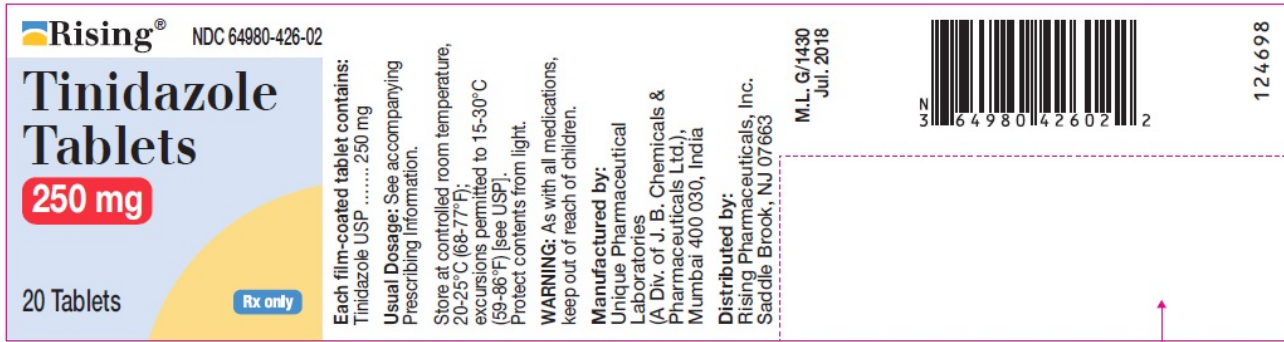 Rising® NDC 64980-426-02
Tinidazole
Tablets
250 mg
20 Tablets
Rx only
Each film-coated tablet contains:
Tinidazole USP ....... 250 mg
Usual Dosage: See accompanying
Prescribing Information.
Store at controlled room temperature,
20-25°C (68-77°F);
excursions permitted to 15-30°C
(59-86°F) [see USP].
Protect contents from light.
WARNING: As with all medications,
keep out of reach of children.
Manufactured by:
Unique Pharmaceutical
Laboratories
(A Div. of J. B. Chemicals &
Pharmaceuticals Ltd.),
Mumbai 400 030, India
Distributed by:
Rising Pharmaceuticals, Inc.
Saddle Brook, NJ 07663
M.L. G/1430
Jul. 2018
N
3 64980 42602 2
124698